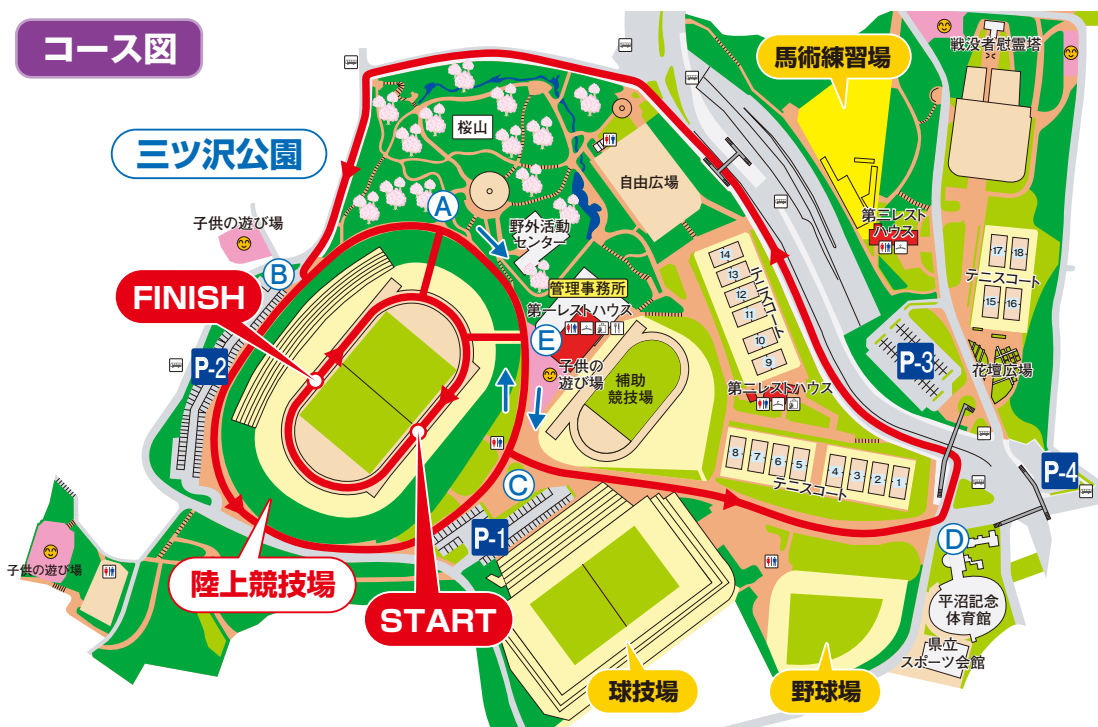 コース図
三ツ沢公園
桜山
自由広場
馬術練習場
戦没者慰霊塔
子供の遊び場
A
野外活動
センター
B
FINISH
管理事務所
第一レストハウス
E
子供の
遊び場
補助
競技場
P-2
14
13
12
11
10
9
テニスコート
第三レスト
ハウス
17
18
テニスコート
15
16
P-3
花壇広場
第二レストハウス
8
7
6
5
4
3
2
1
テニスコート
P-4
C
P-1
D
子供の遊び場
陸上競技場
START
球技場
野球場
平沼記念
体育館
県立
スポーツ会館